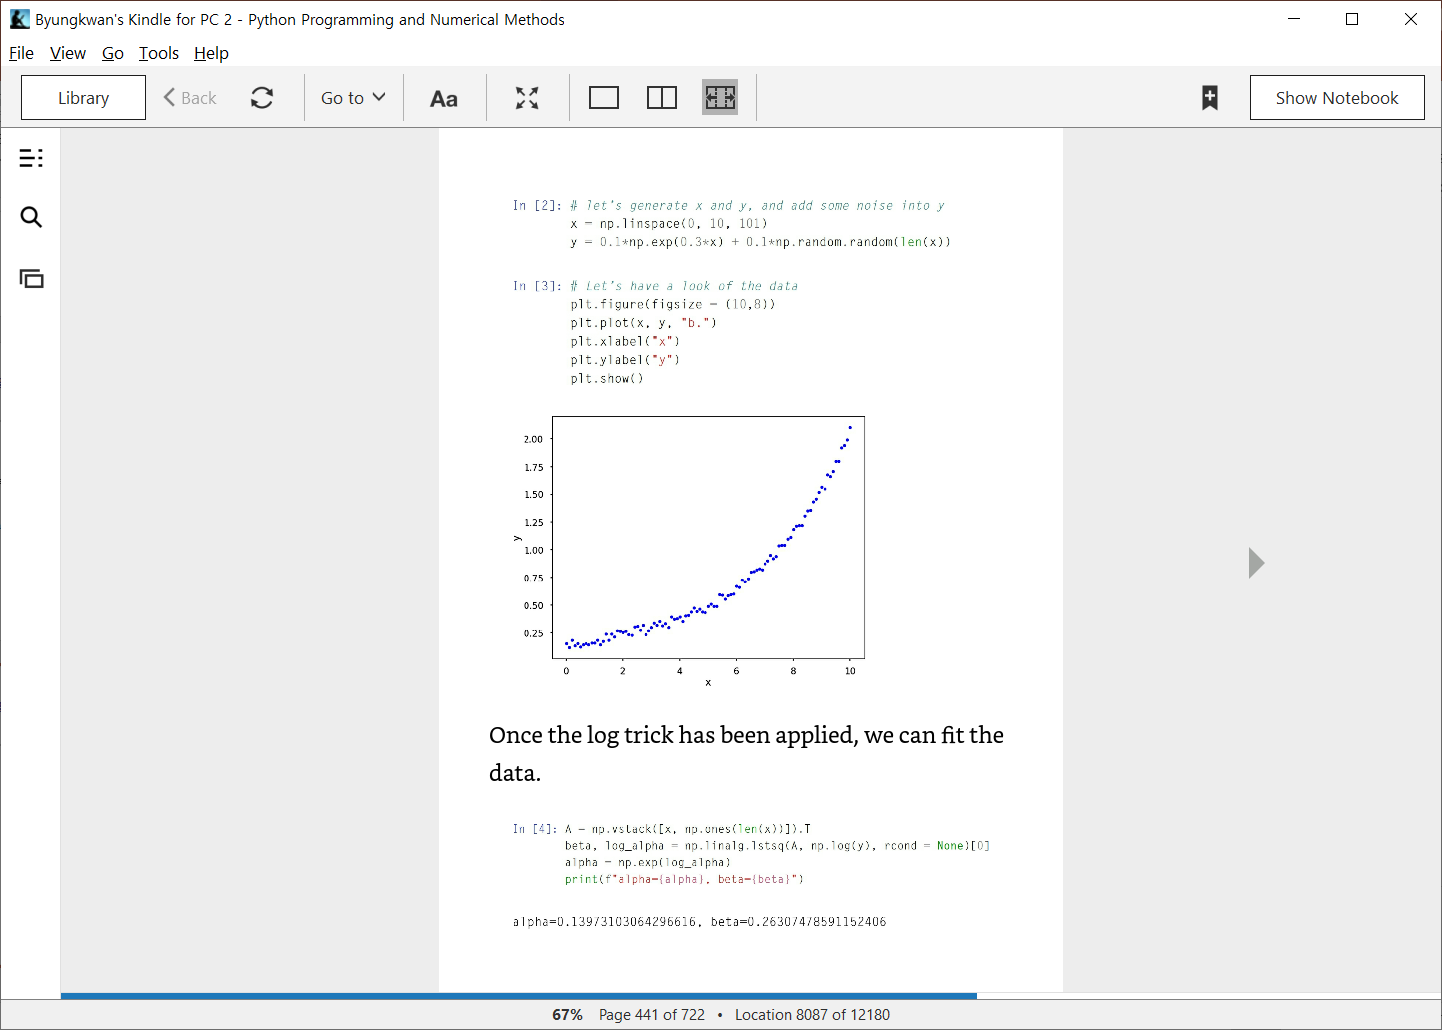 Byungkwan's Kindle for PC 2 - Python Programming and Numerical Methods
File View Go Tools Help
Library
Back
Go to
Aa
Show Notebook
In [2]: # let's generate x and y, and add some noise into y
x = np.linspace(0, 10, 101)
y = 0.1*np.exp(0.3*x) + 0.1*np.random.random(len(x))
In [3]: # Let's have a look of the data
plt.figure(figsize = (10,8))
plt.plot(x, y, "b.")
plt.xlabel("x")
plt.ylabel("y")
plt.show()
2.00
1.75
1.50
1.25
1.00
0.75
0.50
0.25
y
0 2 4 6 8 10
x
Once the log trick has been applied, we can fit the
data.
In [4]: A = np.vstack([x, np.ones(len(x))]).T
beta, log_alpha = np.linalg.lstsq(A, np.log(y), rcond = None)[0]
alpha = np.exp(log_alpha)
print(f"alpha={alpha}, beta={beta}")
alpha=0.13973103064296616, beta=0.26307478591152406
67% Page 441 of 722 • Location 8087 of 12180